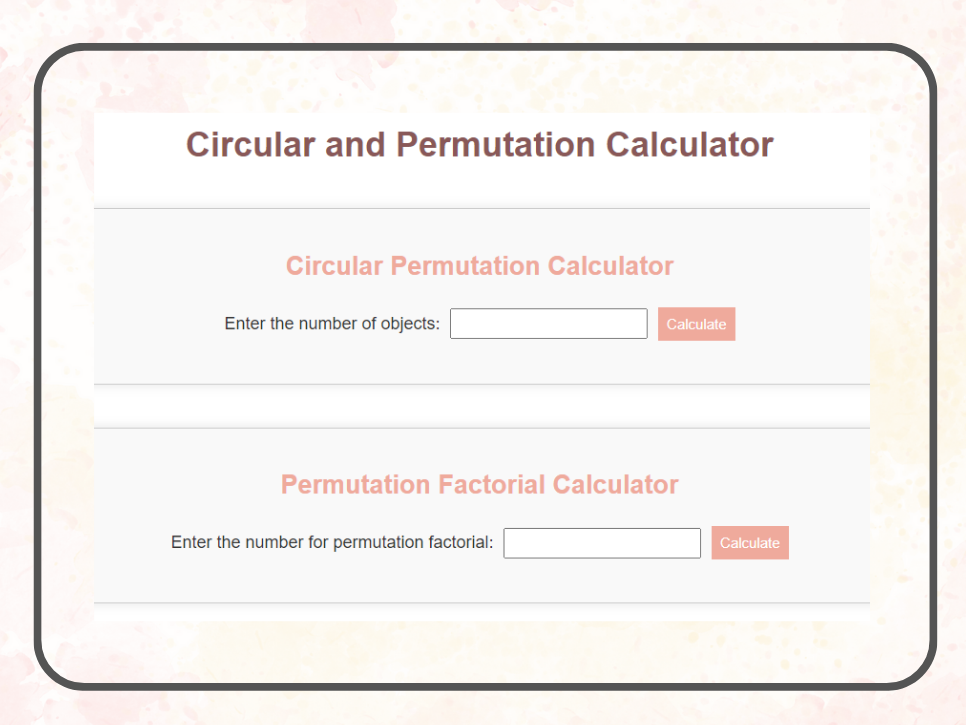 Circular and Permutation Calculator
Circular Permutation Calculator
Enter the number of objects: Calculate
Permutation Factorial Calculator
Enter the number for permutation factorial: Calculate